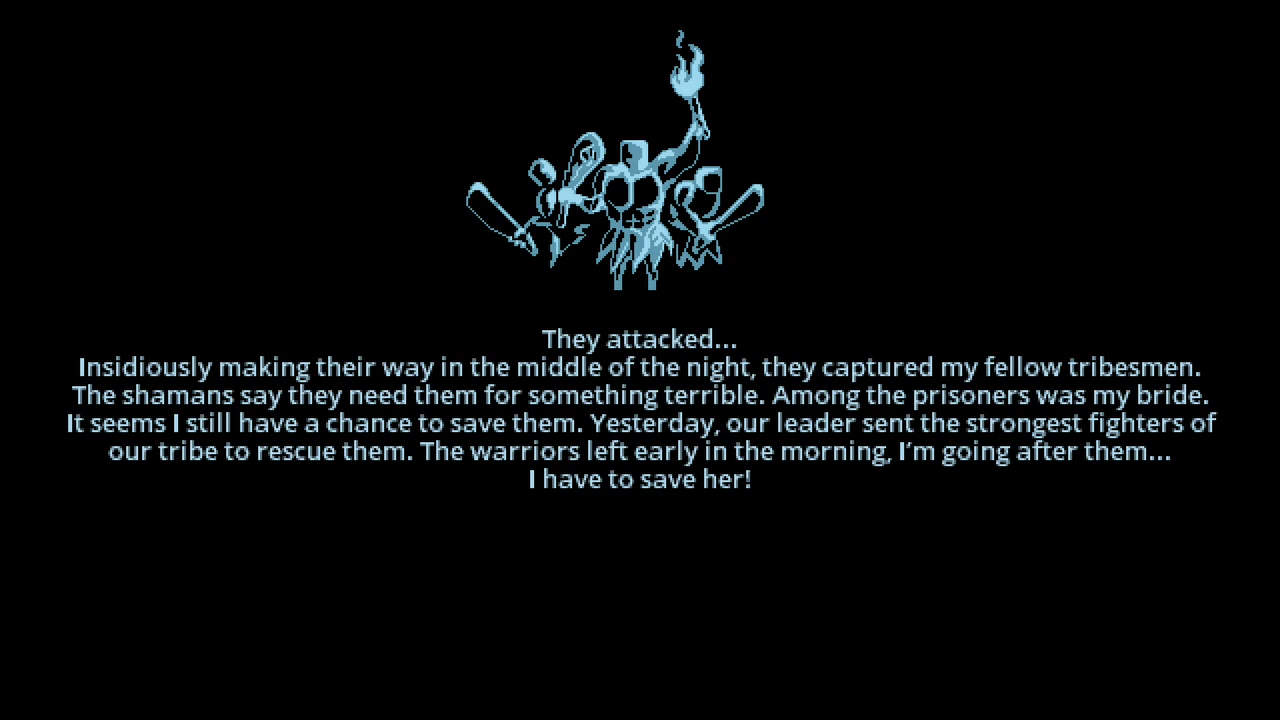 They attacked...
Insidiously making their way in the middle of the night, they captured my fellow tribesmen.
The shamans say they need them for something terrible. Among the prisoners was my bride.
It seems I still have a chance to save them. Yesterday, our leader sent the strongest fighters of
our tribe to rescue them. The warriors left early in the morning, I’m going after them...
I have to save her!